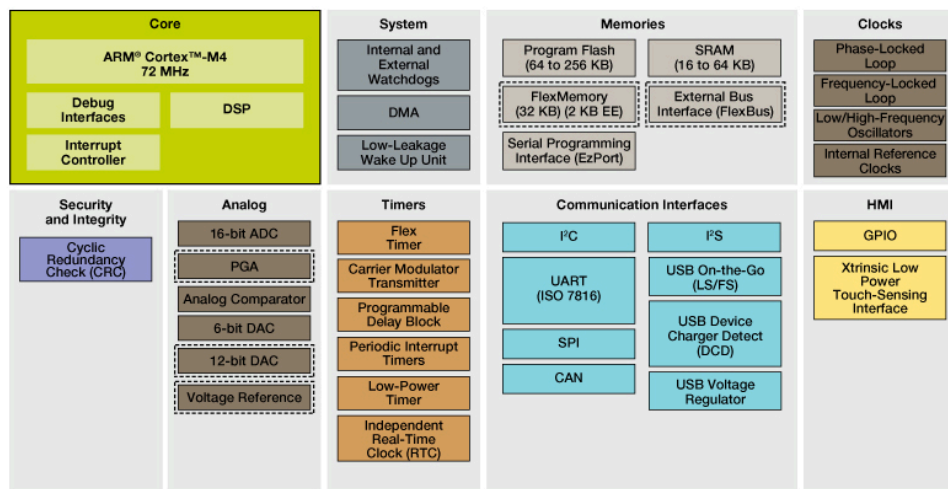 Core
ARM® Cortex™-M4
72 MHz
Debug
Interfaces
DSP
Interrupt
Controller
System
Internal and
External
Watchdogs
DMA
Low-Leakage
Wake Up Unit
Memories
Program Flash
(64 to 256 KB)
SRAM
(16 to 64 KB)
FlexMemory
(32 KB) (2 KB EE)
External Bus
Interface (FlexBus)
Serial Programming
Interface (EzPort)
Clocks
Phase-Locked
Loop
Frequency-Locked
Loop
Low/High-Frequency
Oscillators
Internal Reference
Clocks
Security
and Integrity
Cyclic
Redundancy
Check (CRC)
Analog
16-bit ADC
PGA
Analog Comparator
6-bit DAC
12-bit DAC
Voltage Reference
Timers
Flex
Timer
Carrier Modulator
Transmitter
Programmable
Delay Block
Periodic Interrupt
Timers
Low-Power
Timer
Independent
Real-Time
Clock (RTC)
Communication Interfaces
I²C
I²S
UART
(ISO 7816)
USB On-the-Go
(LS/FS)
SPI
USB Device
Charger Detect
(DCD)
CAN
USB Voltage
Regulator
HMI
GPIO
Xtrinsic Low
Power
Touch-Sensing
Interface